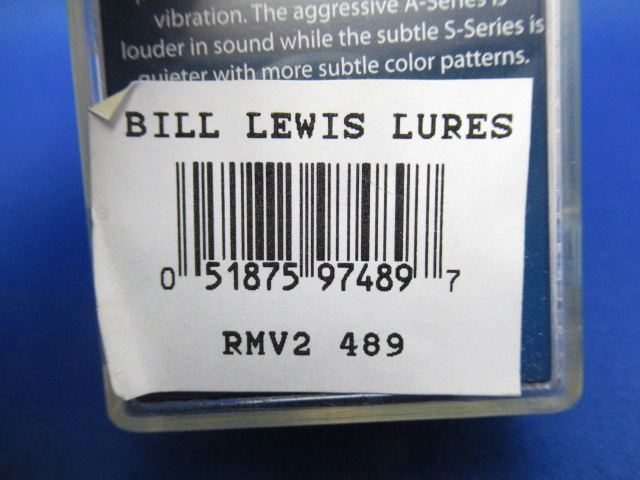 vibration. The aggressive A-Series is
louder in sound while the subtle S-Series is
quieter with more subtle color patterns.
BILL LEWIS LURES
0 51875 97489 7
RMV2 489